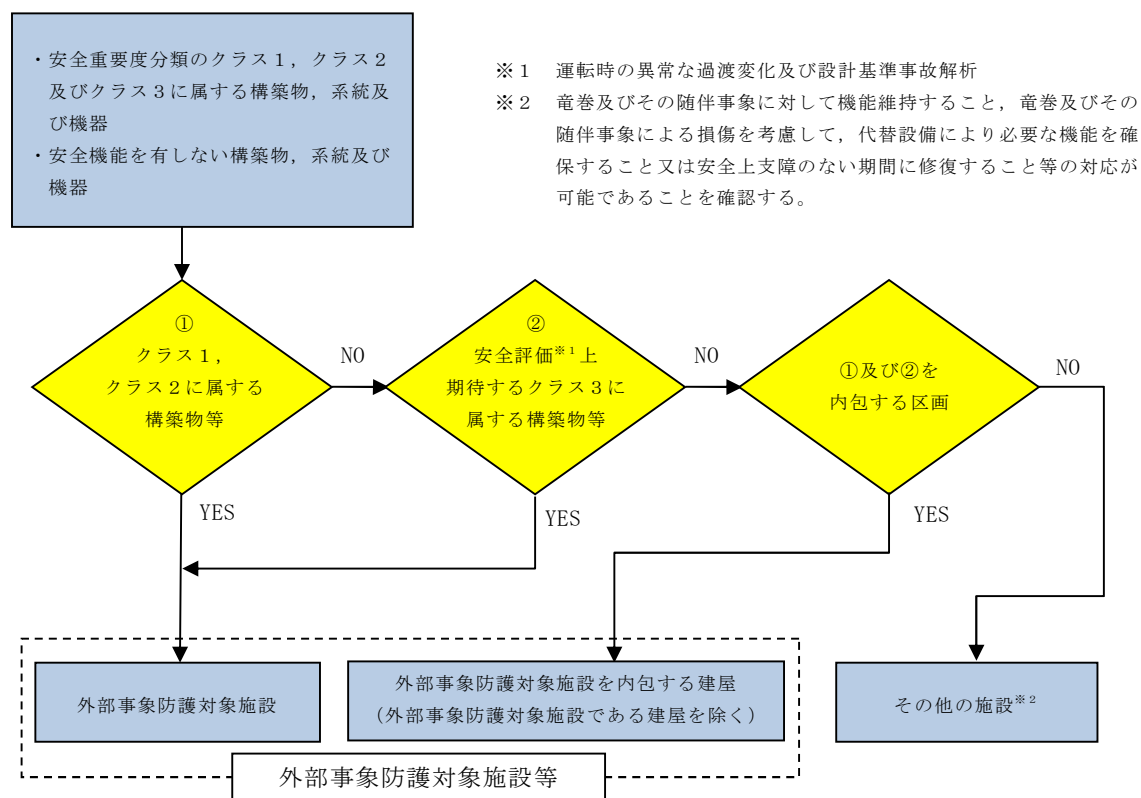 ・安全重要度分類のクラス１，クラス２
及びクラス３に属する構築物，系統及
び機器
・安全機能を有しない構築物，系統及び
機器
※１　運転時の異常な過渡変化及び設計基準事故解析
※２　竜巻及びその随伴事象に対して機能維持すること，竜巻及びその
随伴事象による損傷を考慮して，代替設備により必要な機能を確
保すること又は安全上支障のない期間に修復すること等の対応が
可能であることを確認する。
①
クラス１，
クラス２に属する
構築物等
NO
②
安全評価※１上
期待するクラス３に
属する構築物等
NO
①及び②を
内包する区画
NO
YES
YES
YES
外部事象防護対象施設
外部事象防護対象施設を内包する建屋
（外部事象防護対象施設である建屋を除く）
その他の施設※２
外部事象防護対象施設等